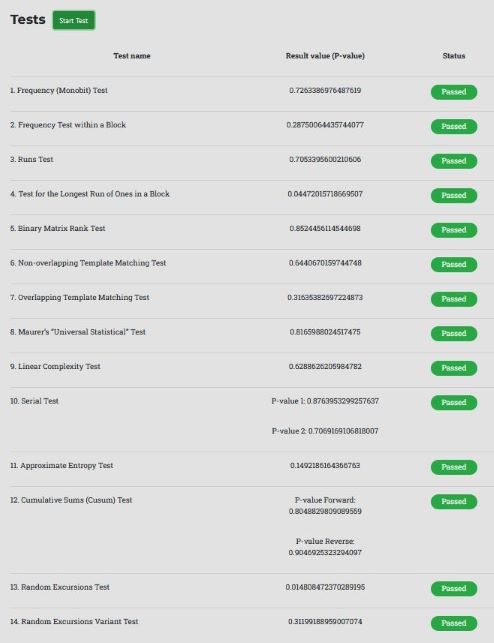 Tests Start Test
Test name Result value (P-value) Status
1. Frequency (Monobit) Test 0.7263386976487619 Passed
2. Frequency Test within a Block 0.28750064435744077 Passed
3. Runs Test 0.7053395600210606 Passed
4. Test for the Longest Run of Ones in a Block 0.04472015718669507 Passed
5. Binary Matrix Rank Test 0.8524456114544698 Passed
6. Non-overlapping Template Matching Test 0.6440670159744748 Passed
7. Overlapping Template Matching Test 0.31635382697224873 Passed
8. Maurer's "Universal Statistical" Test 0.8165988024517475 Passed
9. Linear Complexity Test 0.6288626205984782 Passed
10. Serial Test P-value 1: 0.8763953299257637 Passed
P-value 2: 0.7069169106818007
11. Approximate Entropy Test 0.1492186164366763 Passed
12. Cumulative Sums (Cusum) Test P-value Forward: Passed
0.8048829809089559
P-value Reverse:
0.9046925323294097
13. Random Excursions Test 0.014808472370289195 Passed
14. Random Excursions Variant Test 0.31199188959007074 Passed